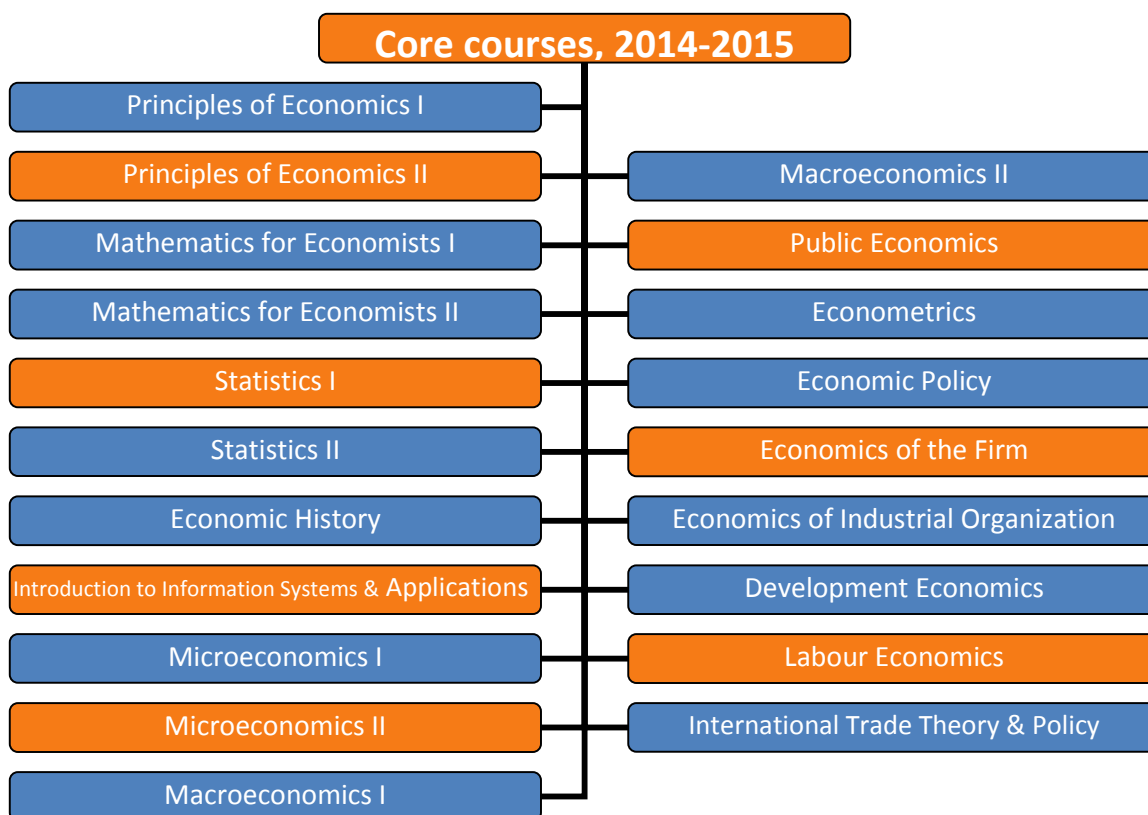 Core courses, 2014-2015
Principles of Economics I
Principles of Economics II
Mathematics for Economists I
Mathematics for Economists II
Statistics I
Statistics II
Economic History
Introduction to Information Systems & Applications
Microeconomics I
Microeconomics II
Macroeconomics I
Macroeconomics II
Public Economics
Econometrics
Economic Policy
Economics of the Firm
Economics of Industrial Organization
Development Economics
Labour Economics
International Trade Theory & Policy